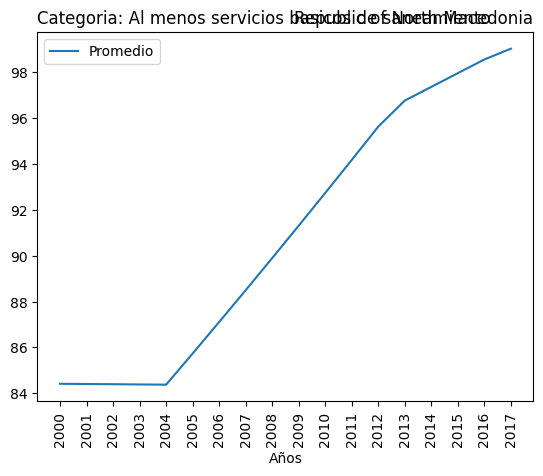 Categoria: Al menos servicios basicos de saneamiento
Republic of North Macedonia
Promedio
98
96
94
92
90
88
86
84
2000 2001 2002 2003 2004 2005 2006 2007 2008 2009 2010 2011 2012 2013 2014 2015 2016 2017
Años